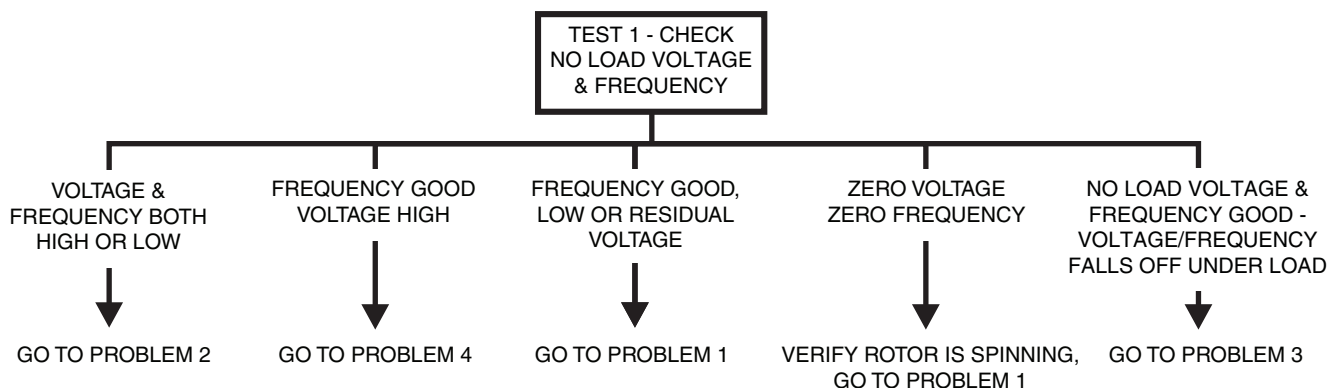 TEST 1 - CHECK
NO LOAD VOLTAGE
& FREQUENCY
VOLTAGE &
FREQUENCY BOTH
HIGH OR LOW
GO TO PROBLEM 2
FREQUENCY GOOD
VOLTAGE HIGH
GO TO PROBLEM 4
FREQUENCY GOOD,
LOW OR RESIDUAL
VOLTAGE
GO TO PROBLEM 1
ZERO VOLTAGE
ZERO FREQUENCY
VERIFY ROTOR IS SPINNING,
GO TO PROBLEM 1
NO LOAD VOLTAGE &
FREQUENCY GOOD -
VOLTAGE/FREQUENCY
FALLS OFF UNDER LOAD
GO TO PROBLEM 3